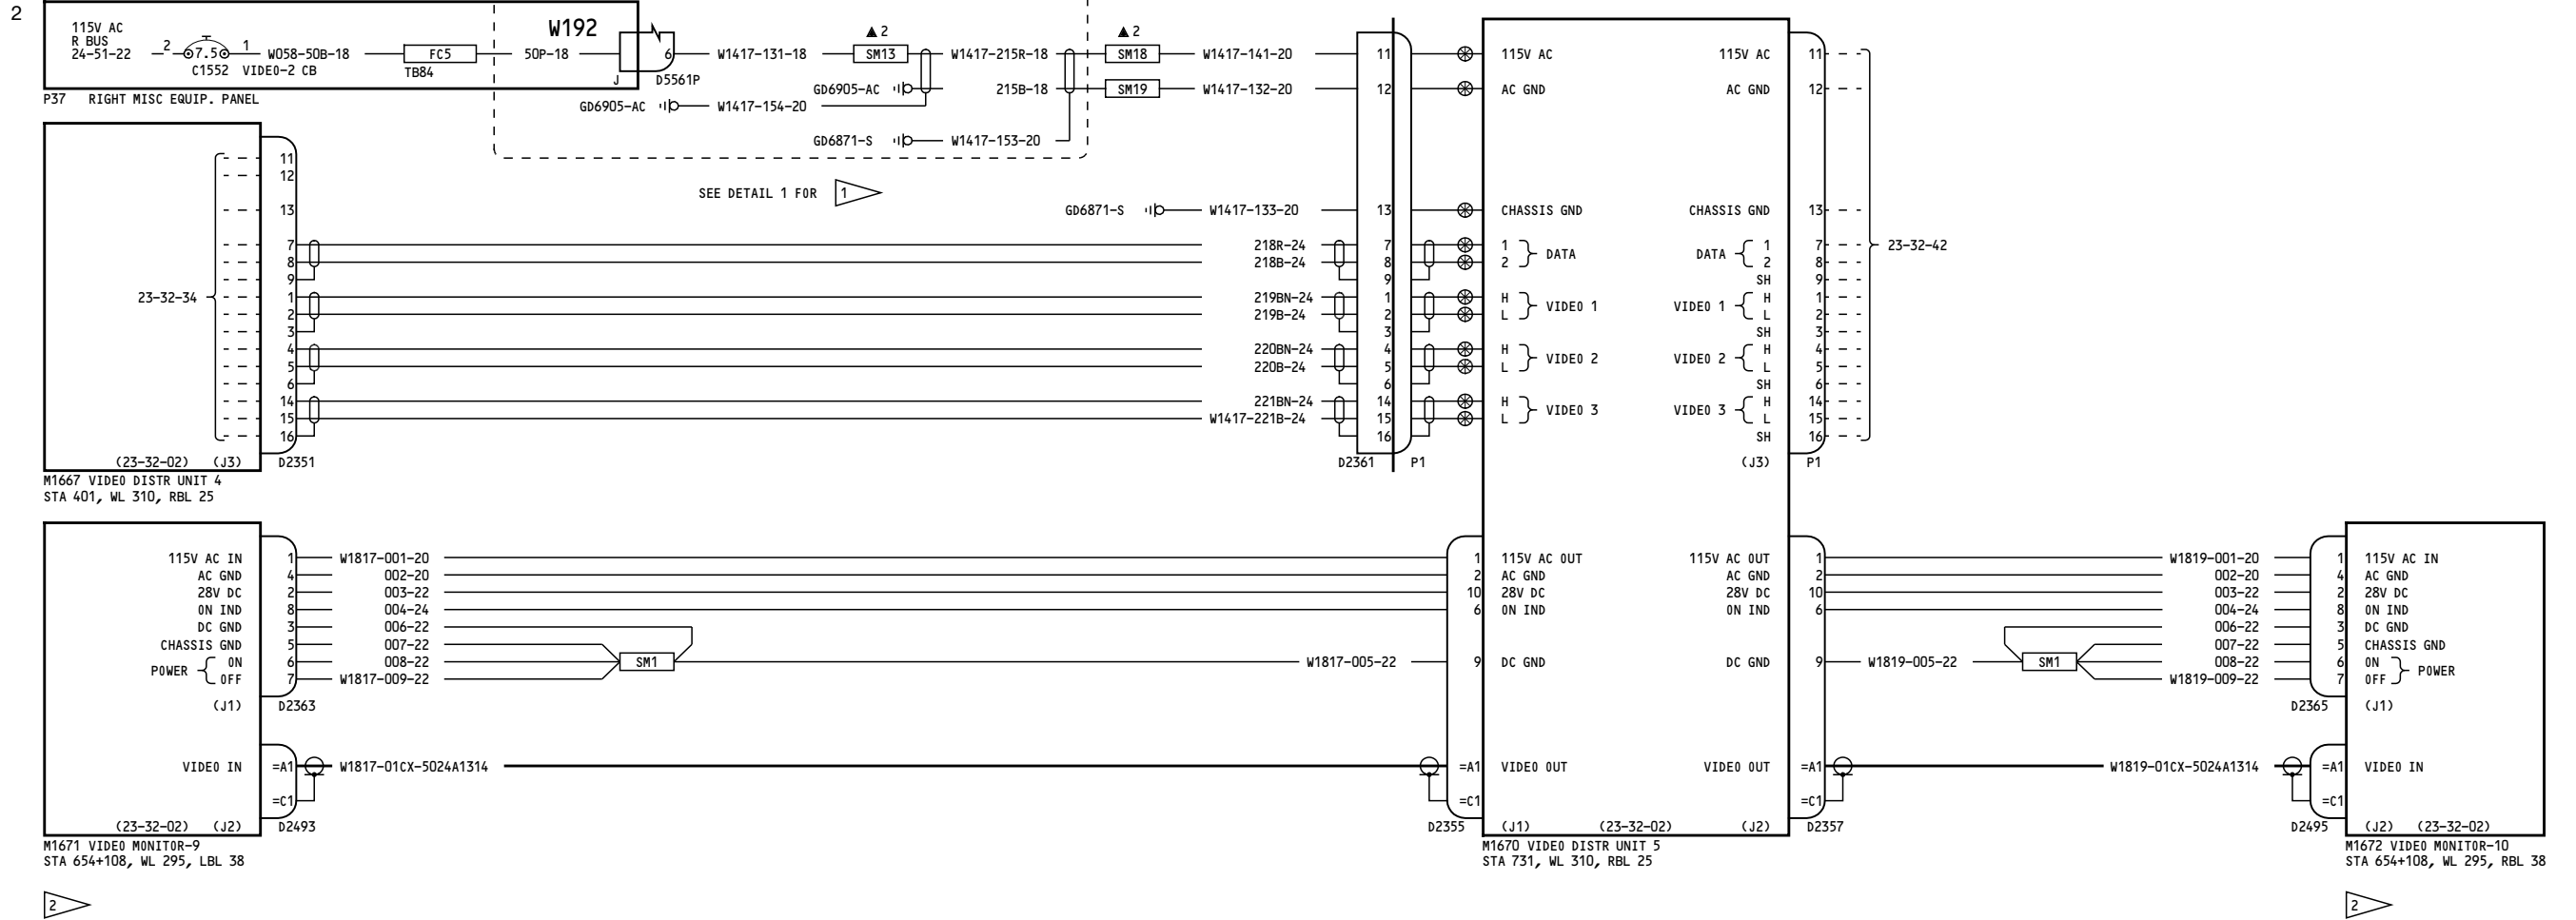 2
115V AC
R BUS
24-51-22
2
7.5
1
C1552 VIDEO-2 CB
W058-50B-18
FC5
TB84
50P-18
W192
J
6
D5561P
W1417-131-18
▲ 2
SM13
W1417-215R-18
▲ 2
SM18
W1417-141-20
GD6905-AC
215B-18
SM19
W1417-132-20
P37 RIGHT MISC EQUIP. PANEL
GD6905-AC
W1417-154-20
GD6871-S
W1417-153-20
SEE DETAIL 1 FOR 1
GD6871-S
W1417-133-20
23-32-34
11
12
13
7
8
9
1
2
3
4
5
6
14
15
16
(23-32-02) (J3)
D2351
M1667 VIDEO DISTR UNIT 4
STA 401, WL 310, RBL 25
218R-24
218B-24
219BN-24
219B-24
220BN-24
220B-24
221BN-24
W1417-221B-24
11
12
13
7
8
9
1
2
3
4
5
6
14
15
16
D2361
P1
115V AC
AC GND
CHASSIS GND
1
2
DATA
H
L
VIDEO 1
H
L
VIDEO 2
H
L
VIDEO 3
115V AC
AC GND
CHASSIS GND
DATA
1
2
SH
VIDEO 1
H
L
SH
VIDEO 2
H
L
SH
VIDEO 3
H
L
SH
(J3)
11
12
13
7
8
9
1
2
3
4
5
6
14
15
16
P1
23-32-42
115V AC IN
AC GND
28V DC
ON IND
DC GND
CHASSIS GND
POWER
ON
OFF
(J1)
1
4
2
8
3
5
6
7
D2363
W1817-001-20
002-20
003-22
004-24
006-22
007-22
008-22
W1817-009-22
SM1
W1817-005-22
VIDEO IN
=A1
=C1
W1817-01CX-5024A1314
(23-32-02) (J2)
D2493
M1671 VIDEO MONITOR-9
STA 654+108, WL 295, LBL 38
2
1
2
10
6
9
=A1
=C1
D2355
115V AC OUT
AC GND
28V DC
ON IND
DC GND
VIDEO OUT
115V AC OUT
AC GND
28V DC
ON IND
DC GND
VIDEO OUT
(J1) (23-32-02) (J2)
1
2
10
6
9
=A1
=C1
D2357
M1670 VIDEO DISTR UNIT 5
STA 731, WL 310, RBL 25
W1819-005-22
SM1
W1819-001-20
002-20
003-22
004-24
006-22
007-22
008-22
W1819-009-22
1
4
2
8
3
5
6
7
D2365
115V AC IN
AC GND
28V DC
ON IND
DC GND
CHASSIS GND
ON
OFF
POWER
(J1)
W1819-01CX-5024A1314
=A1
=C1
VIDEO IN
D2495
(J2) (23-32-02)
M1672 VIDEO MONITOR-10
STA 654+108, WL 295, RBL 38
2